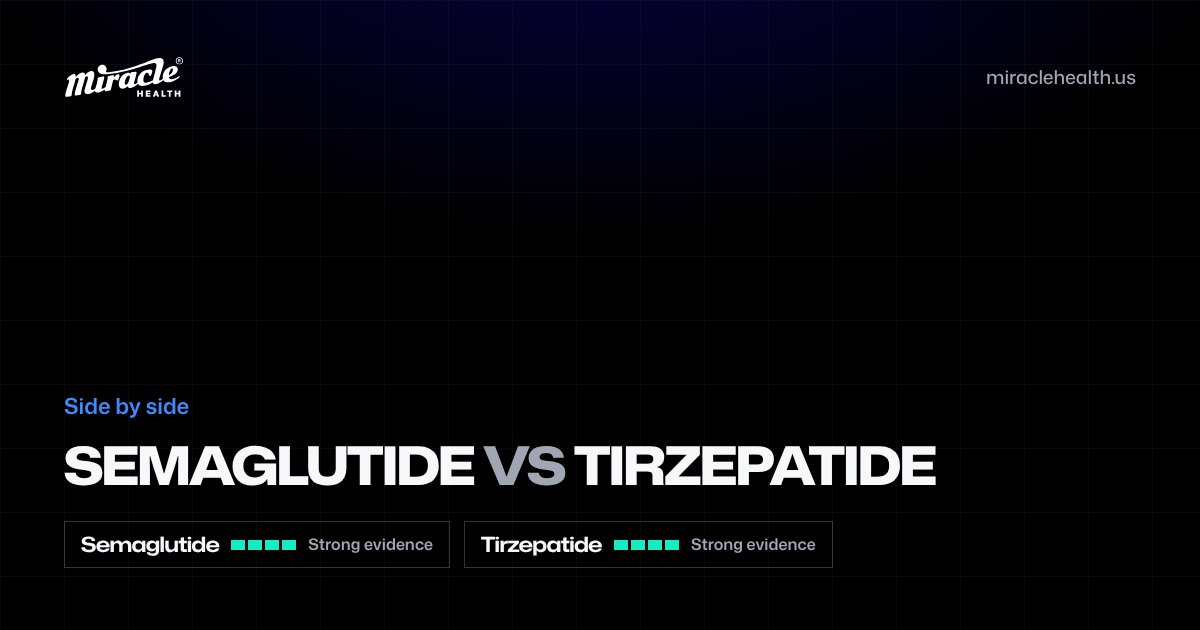 miracle®
HEALTH
miraclehealth.us
Side by side
SEMAGLUTIDE VS TIRZEPATIDE
Semaglutide Strong evidence
Tirzepatide Strong evidence